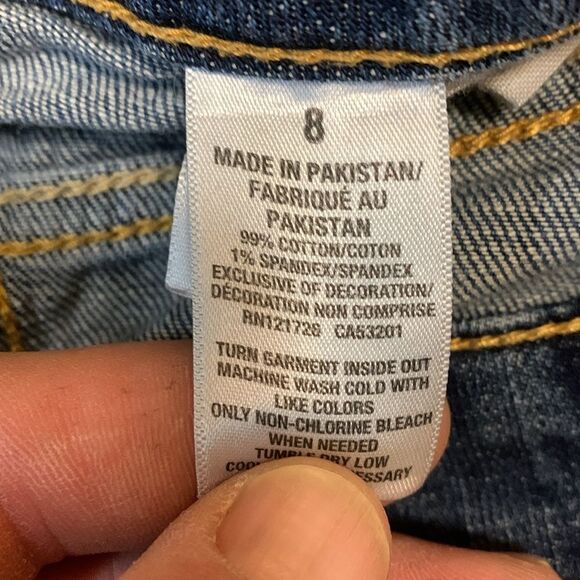 8
MADE IN PAKISTAN/
FABRIQUÉ AU
PAKISTAN
99% COTTON/COTON
1% SPANDEX/SPANDEX
EXCLUSIVE OF DECORATION/
DÉCORATION NON COMPRISE
RN121726 CA53201
TURN GARMENT INSIDE OUT
MACHINE WASH COLD WITH
LIKE COLORS
ONLY NON-CHLORINE BLEACH
WHEN NEEDED
TUMBLE DRY LOW